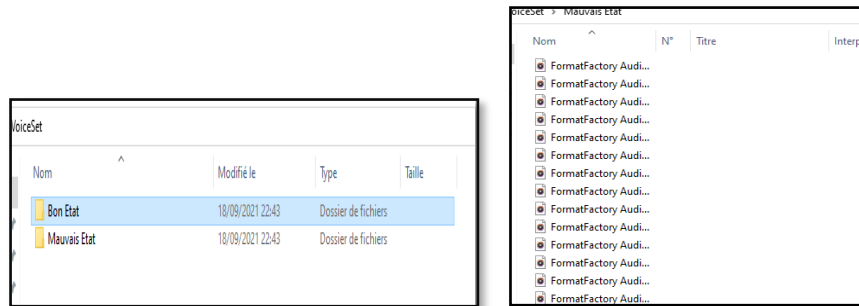 VoiceSet
Nom Modifié le Type Taille
Bon Etat 18/09/2021 22:43 Dossier de fichiers
Mauvais Etat 18/09/2021 22:43 Dossier de fichiers
oiceSet > Mauvais Etat
Nom N° Titre Interp
FormatFactory Audi...
FormatFactory Audi...
FormatFactory Audi...
FormatFactory Audi...
FormatFactory Audi...
FormatFactory Audi...
FormatFactory Audi...
FormatFactory Audi...
FormatFactory Audi...
FormatFactory Audi...
FormatFactory Audi...
FormatFactory Audi...
FormatFactory Audi...
FormatFactory Audi...